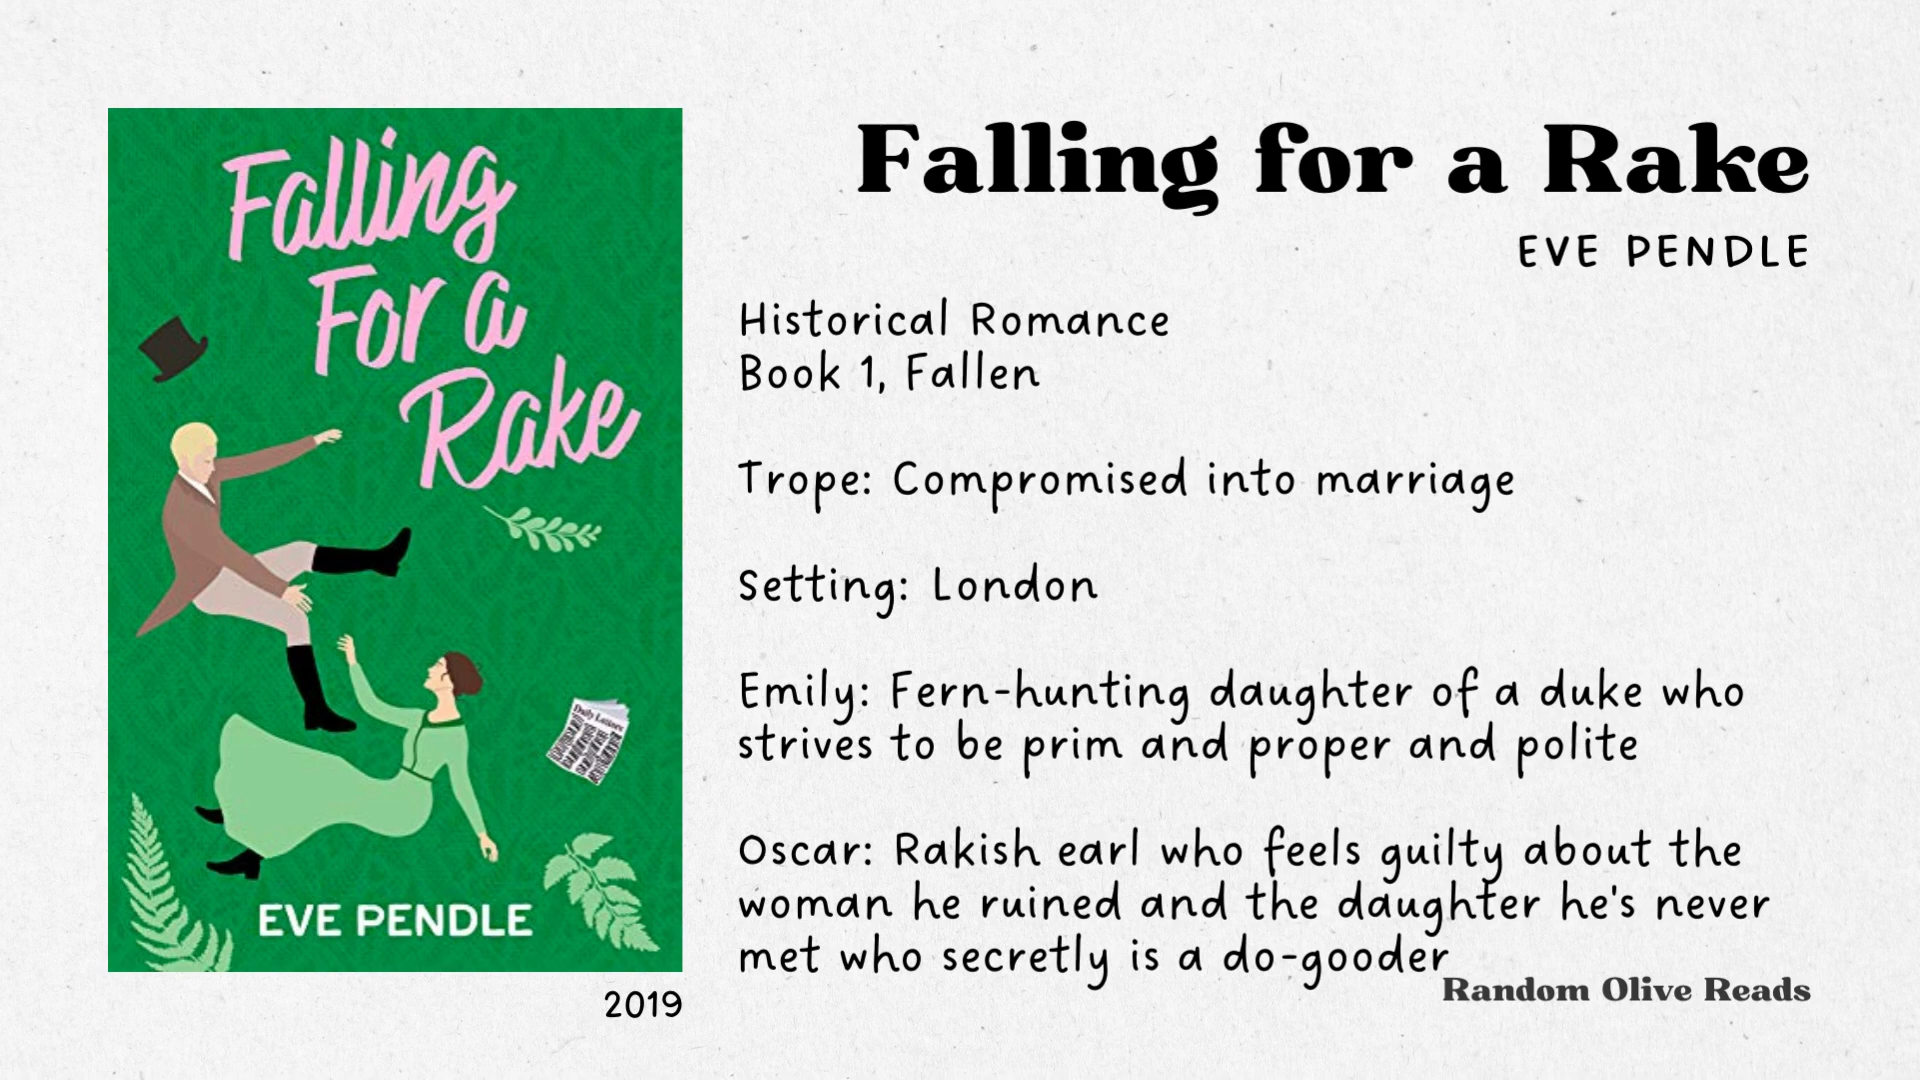 Falling
For a
Rake
EVE PENDLE
2019
Falling for a Rake
EVE PENDLE
Historical Romance
Book 1, Fallen
Trope: Compromised into marriage
Setting: London
Emily: Fern-hunting daughter of a duke who
strives to be prim and proper and polite
Oscar: Rakish earl who feels guilty about the
woman he ruined and the daughter he's never
met who secretly is a do-gooder
Random Olive Reads